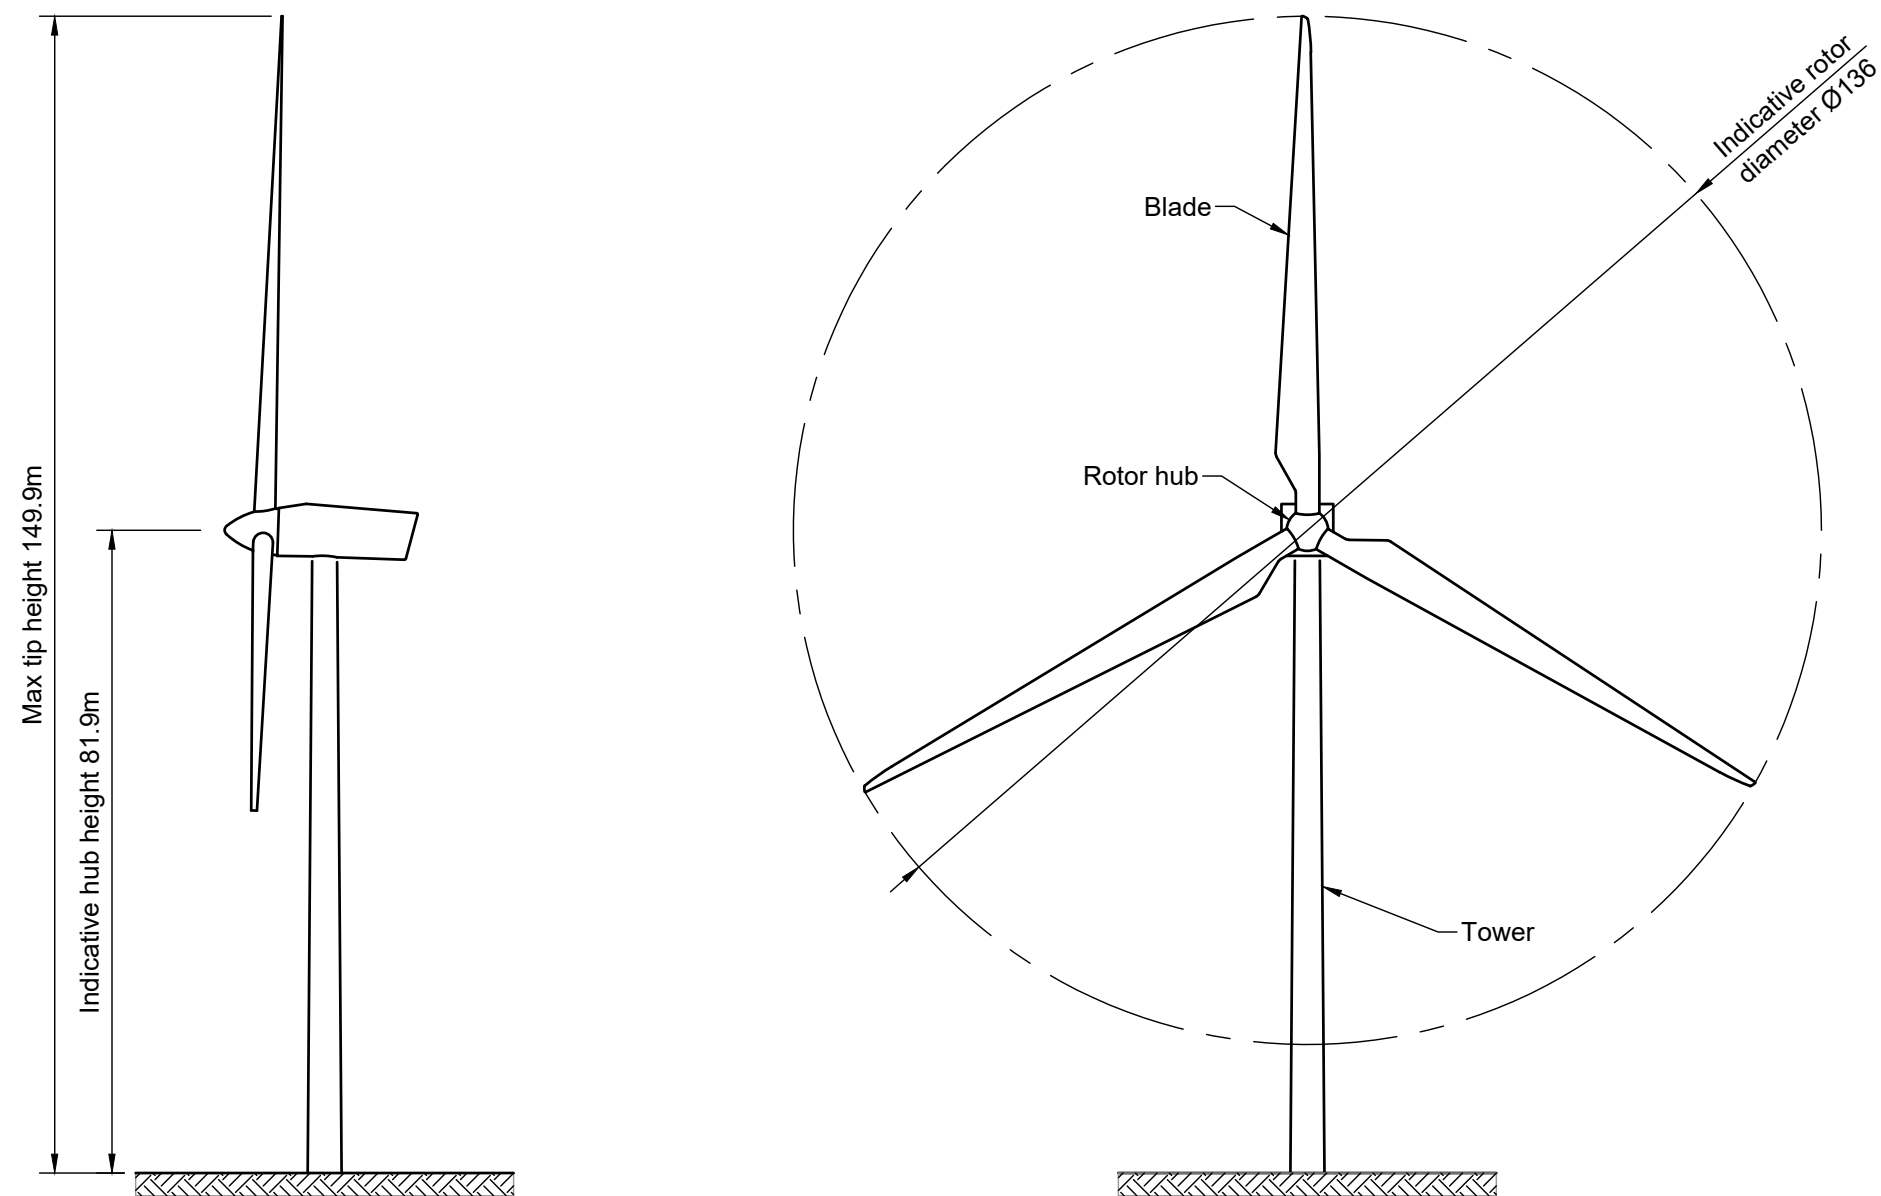 Max tip height 149.9m
Indicative hub height 81.9m
Blade
Rotor hub
Tower
Indicative rotor
diameter Ø136